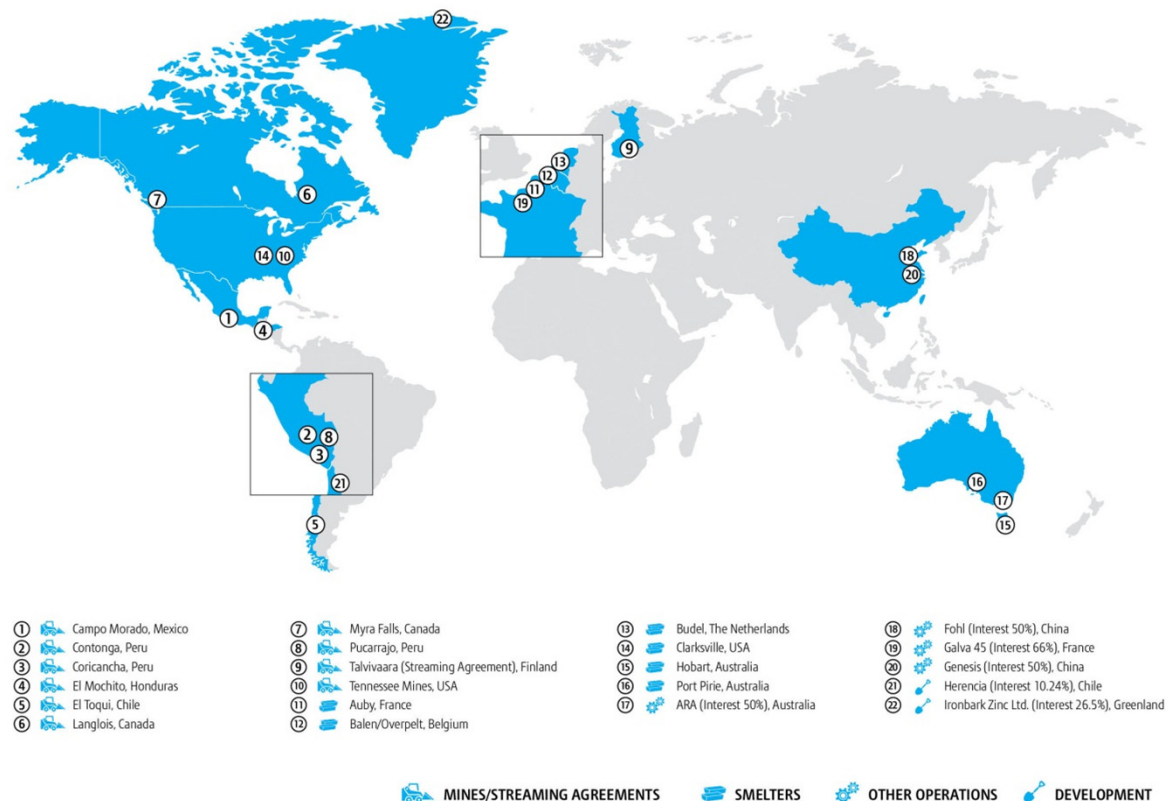 22
9
13
12
11
19
7
6
14 10
18
20
1
4
2 8
3
21
16
17
15
5
1 Campo Morado, Mexico
2 Contonga, Peru
3 Coricancha, Peru
4 El Mochito, Honduras
5 El Toqui, Chile
6 Langlois, Canada
7 Myra Falls, Canada
8 Pucarrajo, Peru
9 Talvivaara (Streaming Agreement), Finland
10 Tennessee Mines, USA
11 Auby, France
12 Balen/Overpelt, Belgium
13 Budel, The Netherlands
14 Clarksville, USA
15 Hobart, Australia
16 Port Pirie, Australia
17 ARA (Interest 50%), Australia
18 Fohl (Interest 50%), China
19 Galva 45 (Interest 66%), France
20 Genesis (Interest 50%), China
21 Herencia (Interest 10.24%), Chile
22 Ironbark Zinc Ltd. (Interest 26.5%), Greenland
MINES/STREAMING AGREEMENTS SMELTERS OTHER OPERATIONS DEVELOPMENT